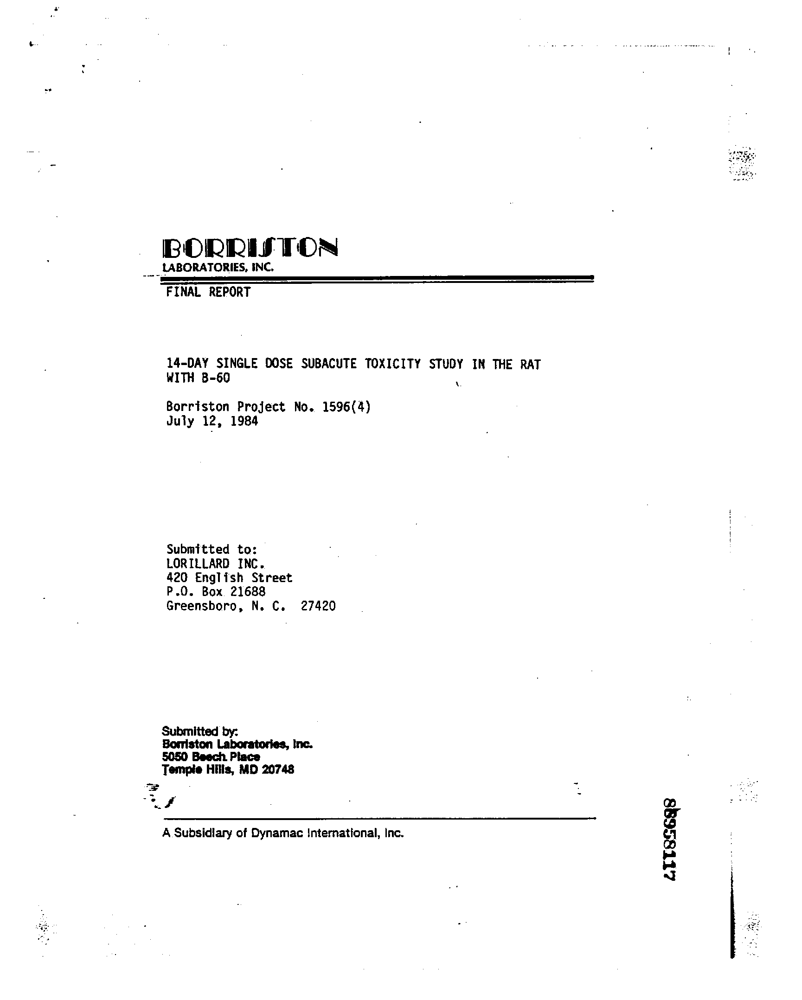 BORRISTON
LABORATORIES, INC.
FINAL REPORT
14-DAY SINGLE DOSE SUBACUTE TOXICITY STUDY IN THE RAT
WITH B-60
Borriston Project No. 1596(4)
July 12, 1984
Submitted to:
LORILLARD INC.
420 English Street
P.O. Box 21688
Greensboro, N. C. 27420
Submitted by:
Borriston Laboratories, Inc.
5050 Beech Place
Temple Hills, MD 20748
A Subsidiary of Dynamac International, Inc.
88958117